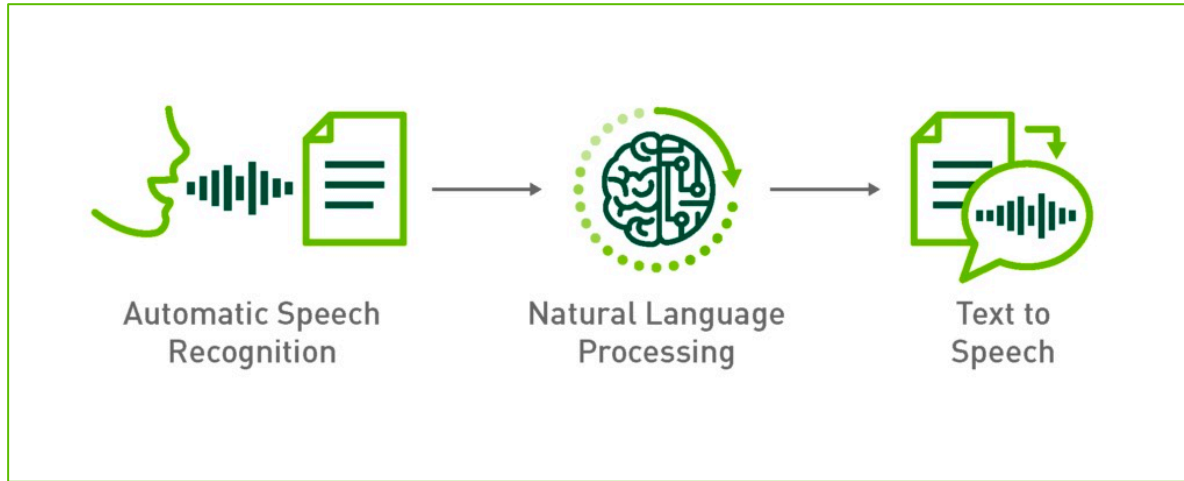 Automatic Speech
Recognition
Natural Language
Processing
Text to
Speech